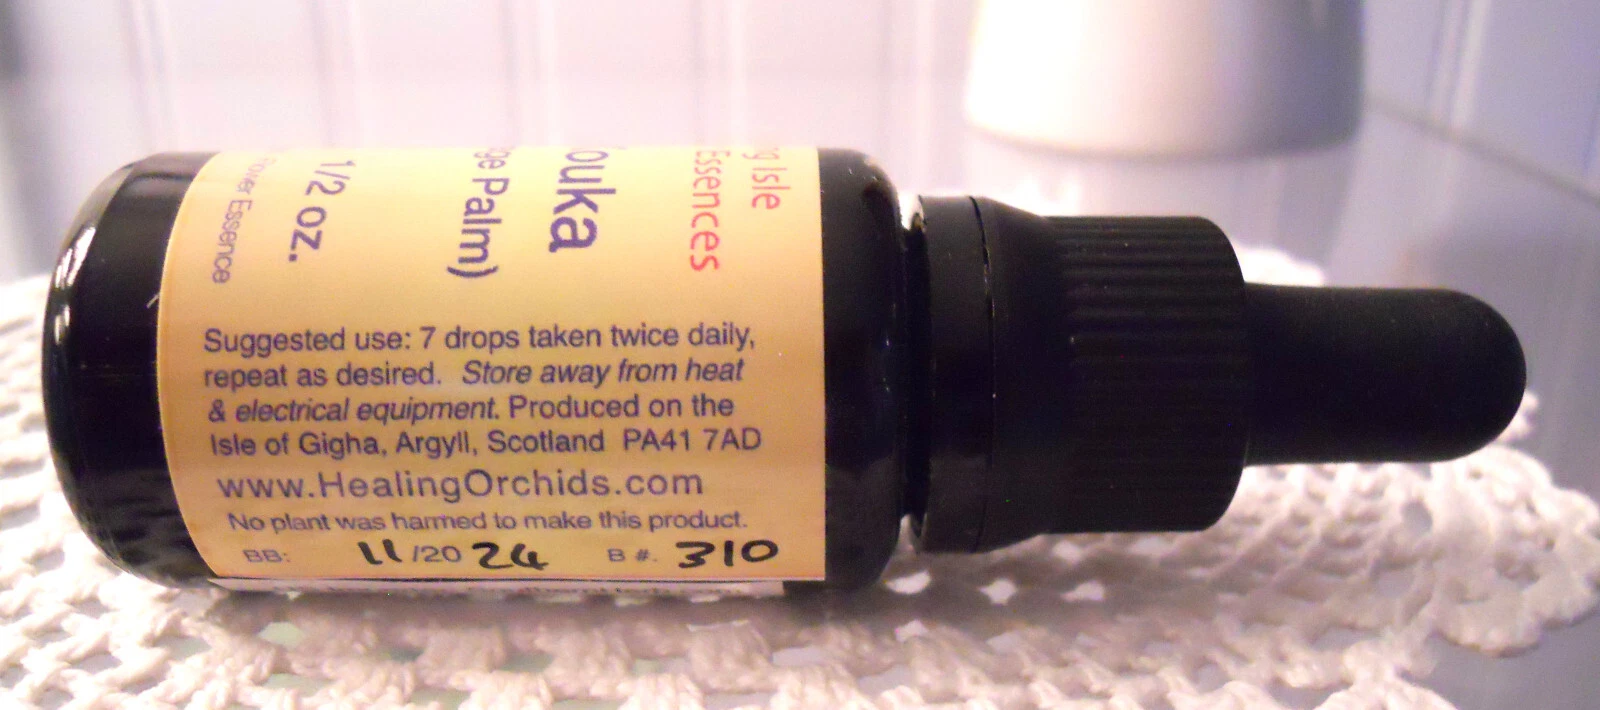 Isle
Essences
Palm)
1/2 oz.
Essence
Suggested use: 7 drops taken twice daily,
repeat as desired. Store away from heat
& electrical equipment. Produced on the
Isle of Gigha, Argyll, Scotland PA41 7AD
www.HealingOrchids.com
No plant was harmed to make this product.
BB: 11/20 24 B #. 310